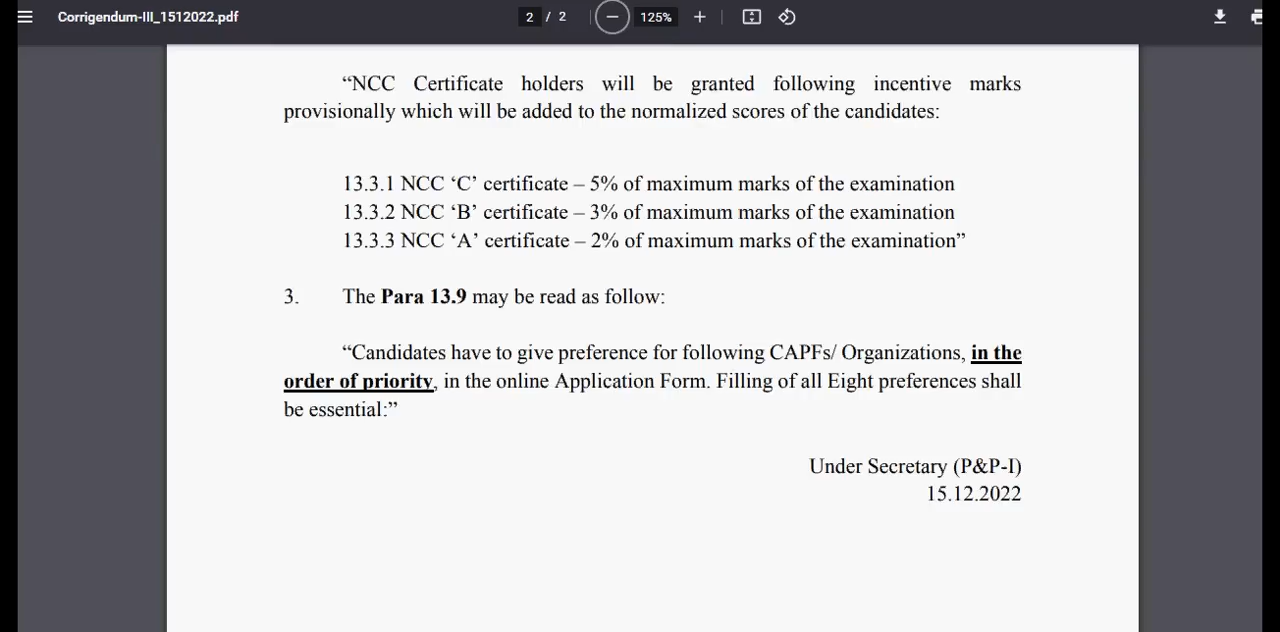 Corrigendum-III_1512022.pdf
2 / 2
125%
“NCC Certificate holders will be granted following incentive marks
provisionally which will be added to the normalized scores of the candidates:
13.3.1 NCC ‘C’ certificate – 5% of maximum marks of the examination
13.3.2 NCC ‘B’ certificate – 3% of maximum marks of the examination
13.3.3 NCC ‘A’ certificate – 2% of maximum marks of the examination”
3. The Para 13.9 may be read as follow:
“Candidates have to give preference for following CAPFs/ Organizations, in the
order of priority, in the online Application Form. Filling of all Eight preferences shall
be essential:”
Under Secretary (P&P-I)
15.12.2022